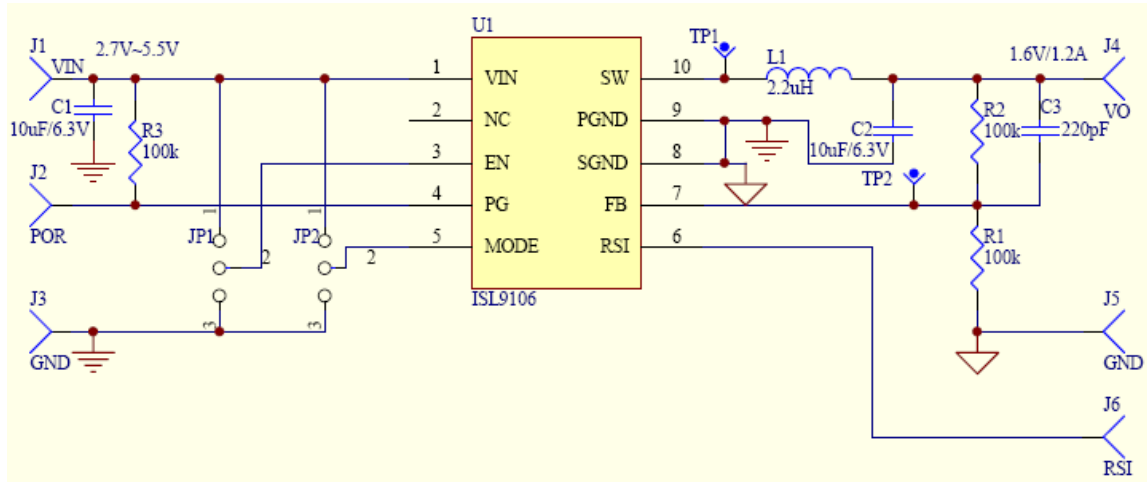 U1
J1
VIN
2.7V~5.5V
C1
10uF/6.3V
R3
100k
J2
POR
JP1
1
2
3
JP2
1
2
3
J3
GND
1
VIN
2
NC
3
EN
4
PG
5
MODE
ISL9106
SW
10
PGND
9
SGND
8
FB
7
RSI
6
TP1
L1
2.2uH
C2
10uF/6.3V
TP2
R2
100k
C3
220pF
R1
100k
1.6V/1.2A
J4
VO
J5
GND
J6
RSI